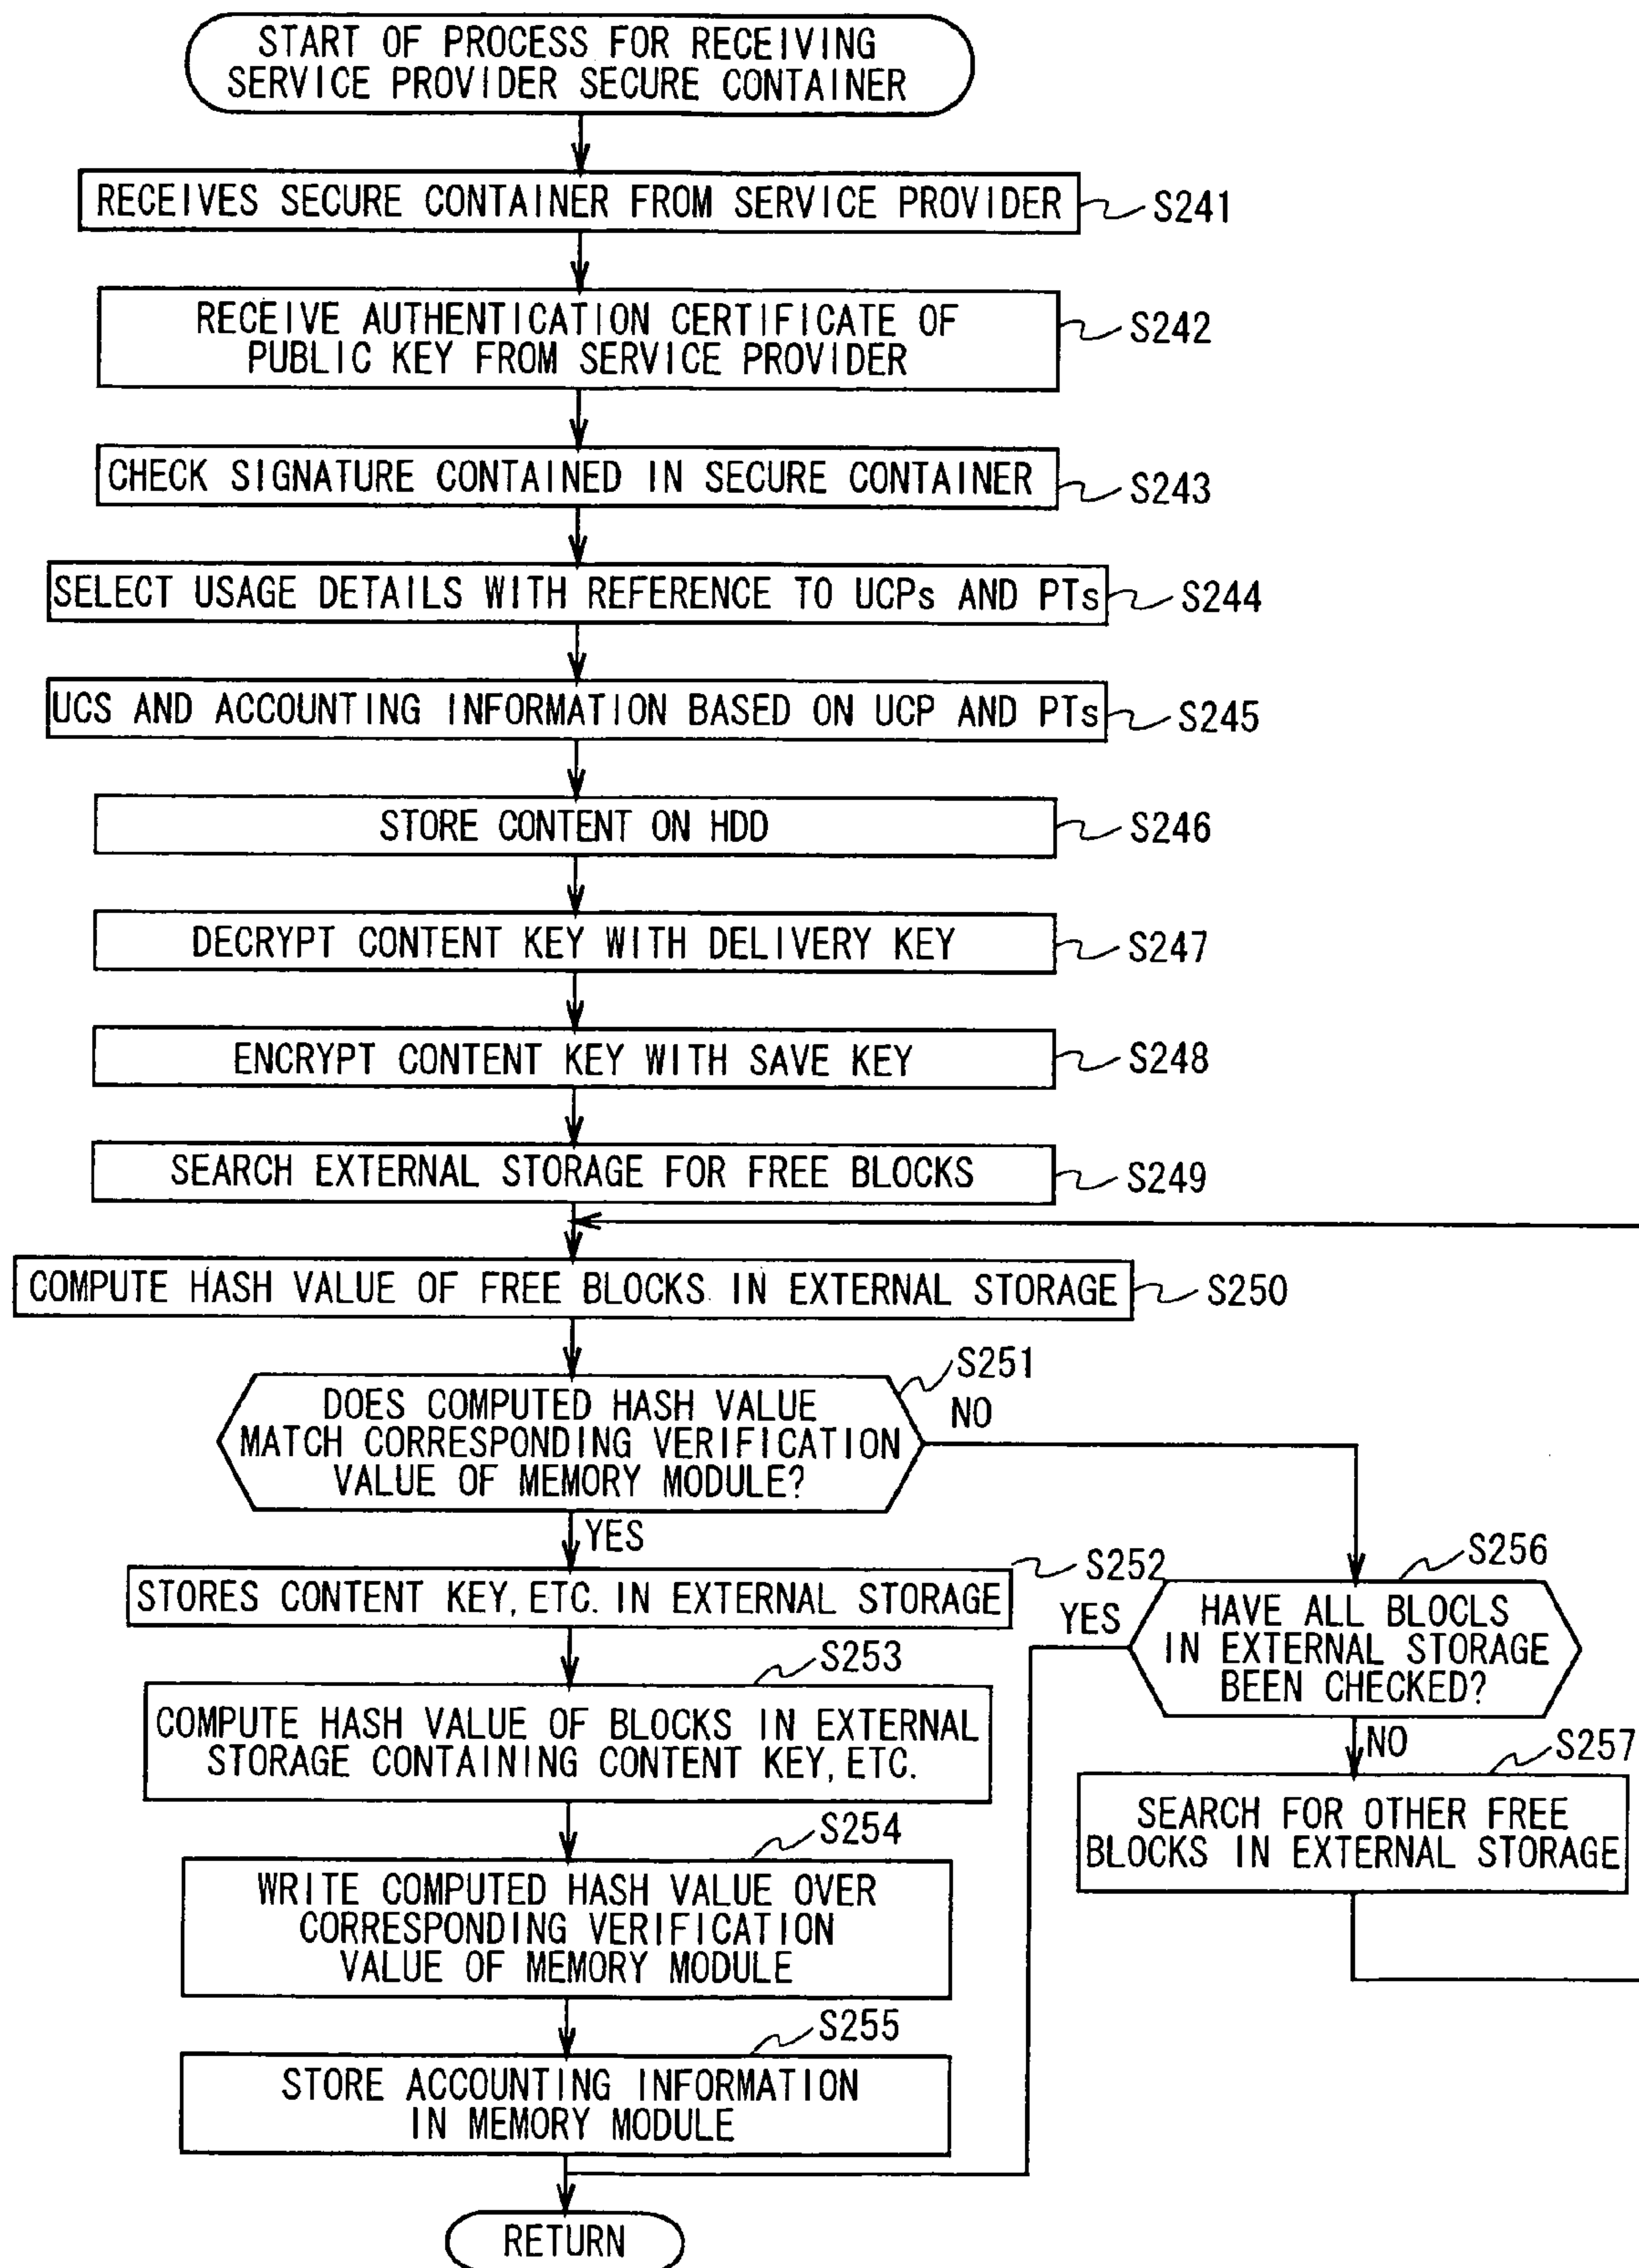 START OF PROCESS FOR RECEIVING
SERVICE PROVIDER SECURE CONTAINER
RECEIVES SECURE CONTAINER FROM SERVICE PROVIDER
S241
RECEIVE AUTHENTICATION CERTIFICATE OF
PUBLIC KEY FROM SERVICE PROVIDER
S242
CHECK SIGNATURE CONTAINED IN SECURE CONTAINER
S243
SELECT USAGE DETAILS WITH REFERENCE TO UCPs AND PTs
S244
UCS AND ACCOUNTING INFORMATION BASED ON UCP AND PTs
S245
STORE CONTENT ON HDD
S246
DECRYPT CONTENT KEY WITH DELIVERY KEY
S247
ENCRYPT CONTENT KEY WITH SAVE KEY
S248
SEARCH EXTERNAL STORAGE FOR FREE BLOCKS
S249
COMPUTE HASH VALUE OF FREE BLOCKS IN EXTERNAL STORAGE
S250
S251
DOES COMPUTED HASH VALUE
MATCH CORRESPONDING VERIFICATION
VALUE OF MEMORY MODULE?
NO
YES
S252
STORES CONTENT KEY, ETC. IN EXTERNAL STORAGE
S253
COMPUTE HASH VALUE OF BLOCKS IN EXTERNAL
STORAGE CONTAINING CONTENT KEY, ETC.
S254
WRITE COMPUTED HASH VALUE OVER
CORRESPONDING VERIFICATION
VALUE OF MEMORY MODULE
S255
STORE ACCOUNTING INFORMATION
IN MEMORY MODULE
S256
YES
HAVE ALL BLOCLS
IN EXTERNAL STORAGE
BEEN CHECKED?
NO
S257
SEARCH FOR OTHER FREE
BLOCKS IN EXTERNAL STORAGE
RETURN